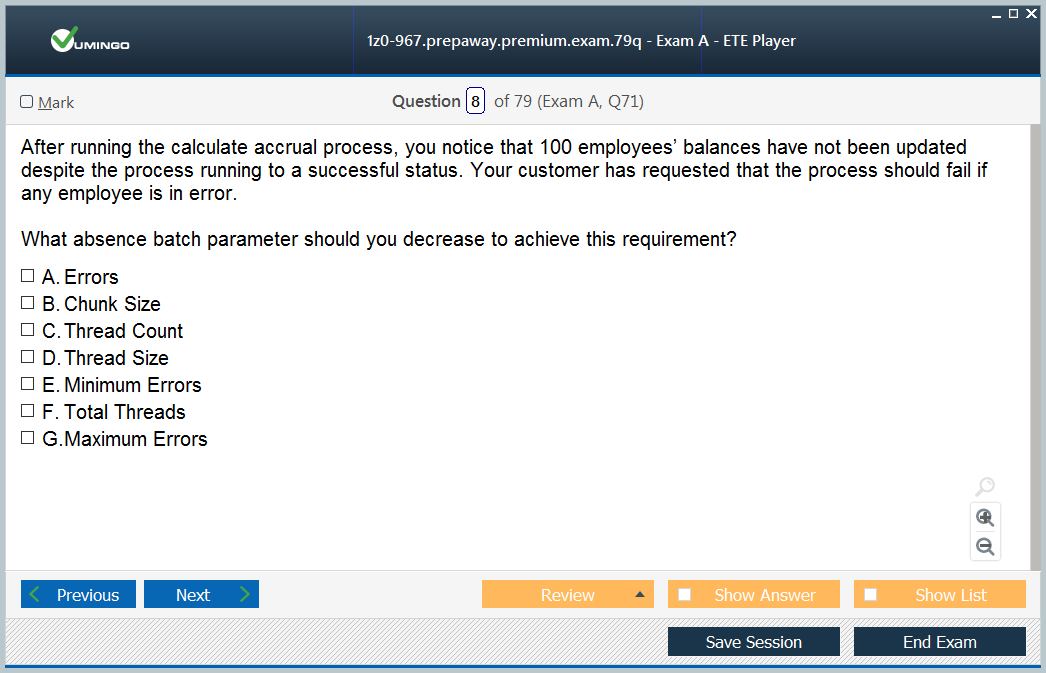 VUMINGO
1z0-967.prepaway.premium.exam.79q - Exam A - ETE Player
Mark
Question 8 of 79 (Exam A, Q71)
After running the calculate accrual process, you notice that 100 employees’ balances have not been updated
despite the process running to a successful status. Your customer has requested that the process should fail if
any employee is in error.
What absence batch parameter should you decrease to achieve this requirement?
A. Errors
B. Chunk Size
C. Thread Count
D. Thread Size
E. Minimum Errors
F. Total Threads
G.Maximum Errors
Previous
Next
Review
Show Answer
Show List
Save Session
End Exam